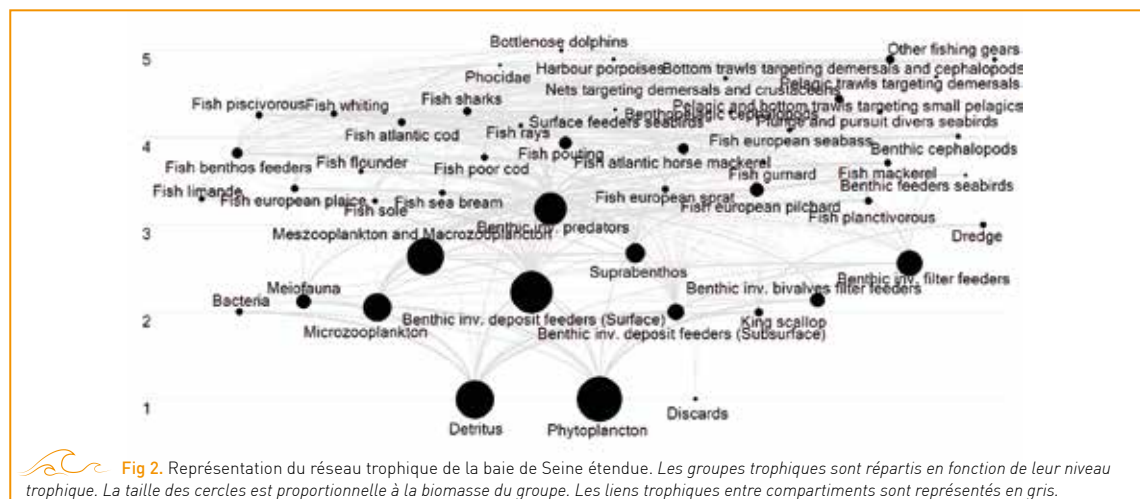 5
Bottlenose dolphins
Other fishing gears
Phocidae
Harbour porpoises
Bottom trawls targeting demersals and cephalopods
Pelagic trawls targeting demersals
Nets targeting demersals and crustaceens
Fish piscivorous
Fish whiting
Fish sharks
Benthopelagic cephalopods
Pelagic and bottom trawls targeting small pelagics
Surface feeders seabirds
Plunge and pursuit divers seabirds
Fish atlantic cod
Fish rays
4
Fish european seabass
Benthic cephalopods
Fish benthos feeders
Fish flounder
Fish poor cod
Fish pouting
Fish atlantic horse mackerel
Fish gurnard
Fish mackerel
Benthic feeders seabirds
Fish limande
Fish european plaice
Fish sole
Fish sea bream
Fish european sprat
Fish european pilchard
Fish planctivorous
3
Meszooplankton and Macrozooplancton
Benthic inv. predators
Dredge
Suprabenthos
Benthic inv. filter feeders
Bacteria
Meiofauna
Benthic inv. bivalves filter feeders
2
Microzooplankton
Benthic inv. deposit feeders (Surface)
King scallop
Benthic inv. deposit feeders (Subsurface)
1
Detritus
Phytoplancton
Discards
Fig 2. Représentation du réseau trophique de la baie de Seine étendue. Les groupes trophiques sont répartis en fonction de leur niveau
trophique. La taille des cercles est proportionnelle à la biomasse du groupe. Les liens trophiques entre compartiments sont représentés en gris.